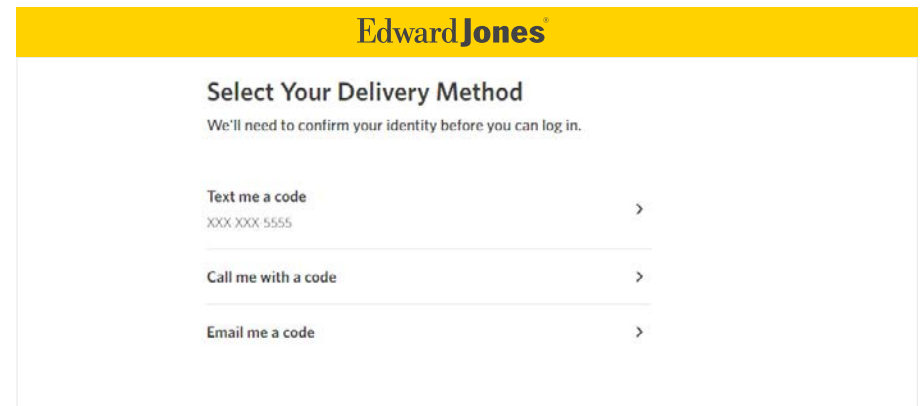 Edward Jones®
Select Your Delivery Method
We'll need to confirm your identity before you can log in.
Text me a code
XXX XXX 5555
Call me with a code
Email me a code